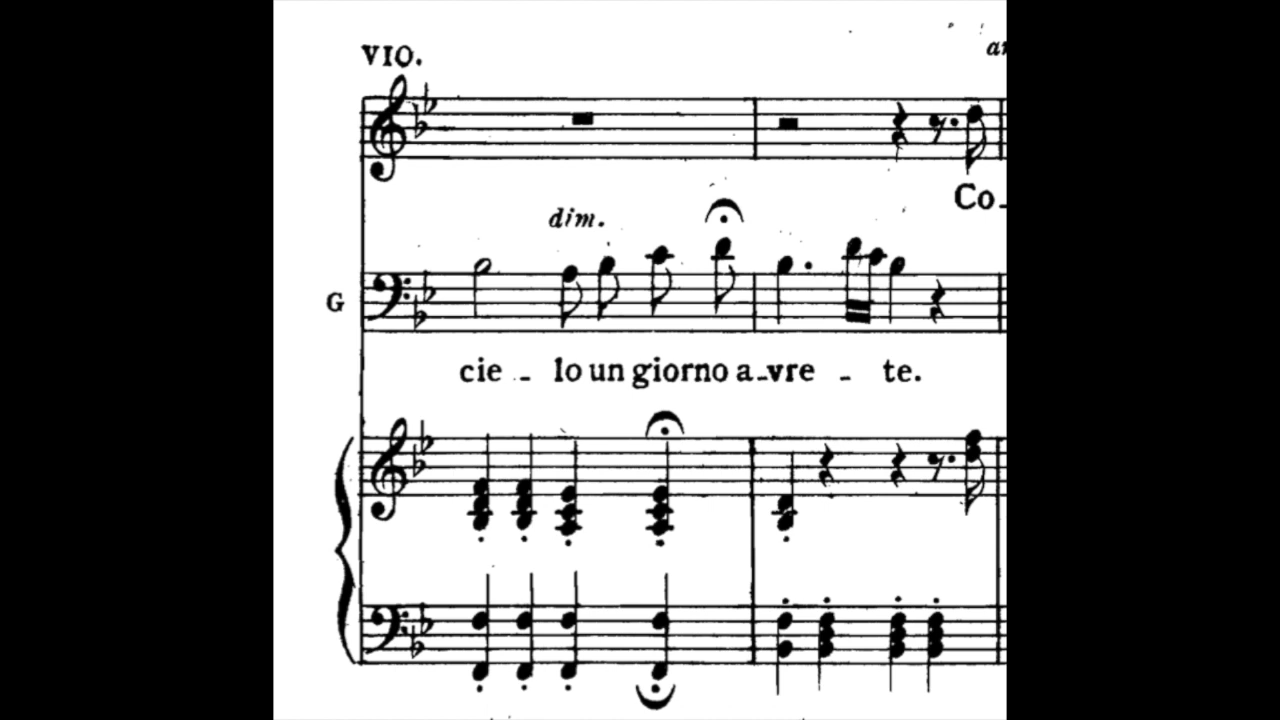 VIO.
dim.
Co_
G
cie _ lo un giorno a_vre _ te.